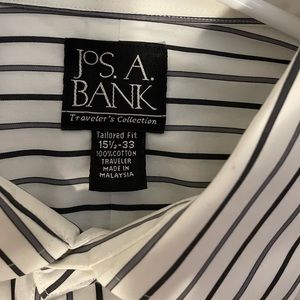 JOS. A.
BANK
Traveler's Collection
Tailored Fit
15½-33
100%COTTON
TRAVELER
MADE IN
MALAYSIA